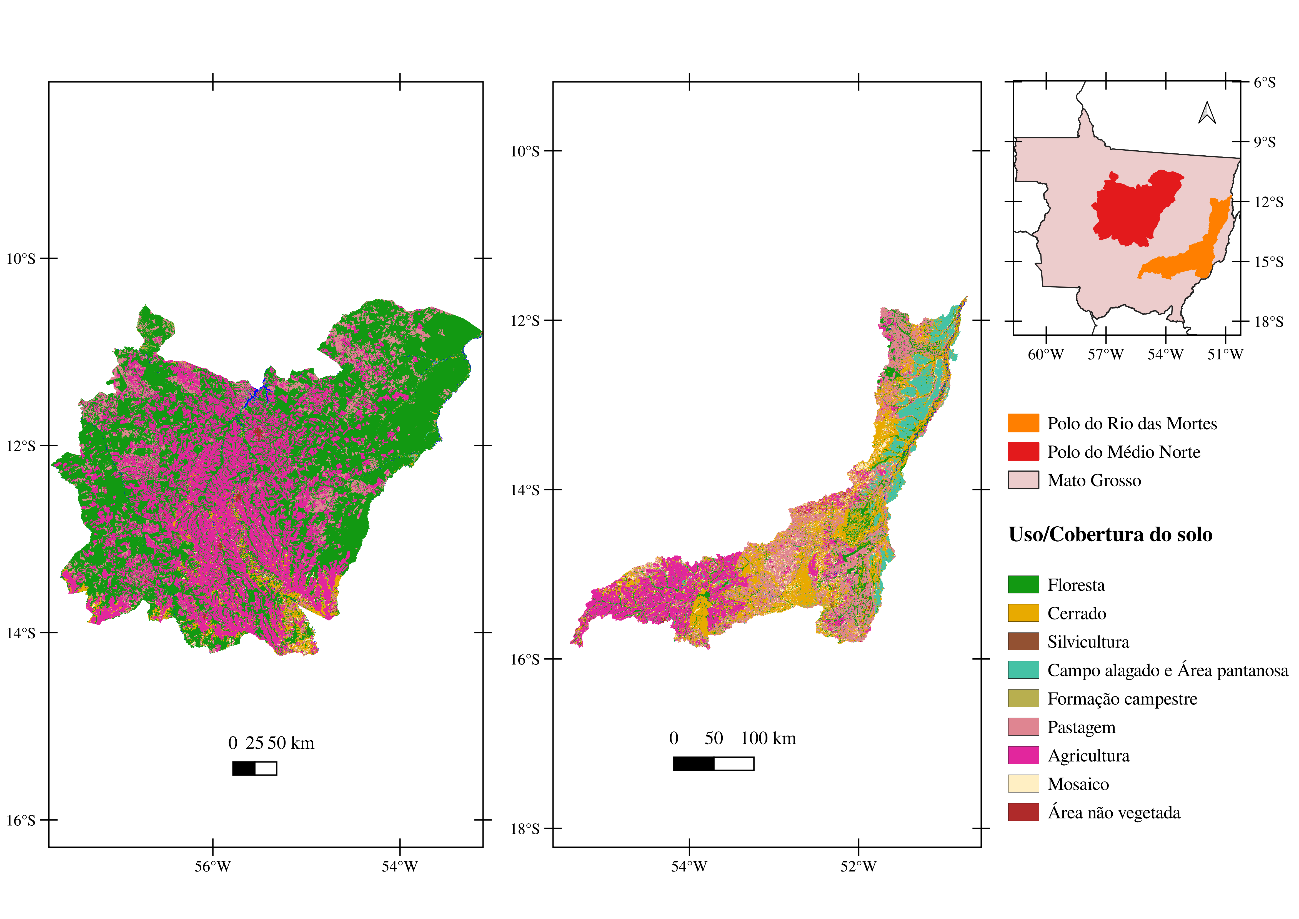 10°S
12°S
14°S
16°S
56°W
54°W
0 25 50 km
10°S
12°S
14°S
16°S
18°S
54°W
52°W
0 50 100 km
6°S
9°S
12°S
15°S
18°S
60°W 57°W 54°W 51°W
Polo do Rio das Mortes
Polo do Médio Norte
Mato Grosso
Uso/Cobertura do solo
Floresta
Cerrado
Silvicultura
Campo alagado e Área pantanosa
Formação campestre
Pastagem
Agricultura
Mosaico
Área não vegetada